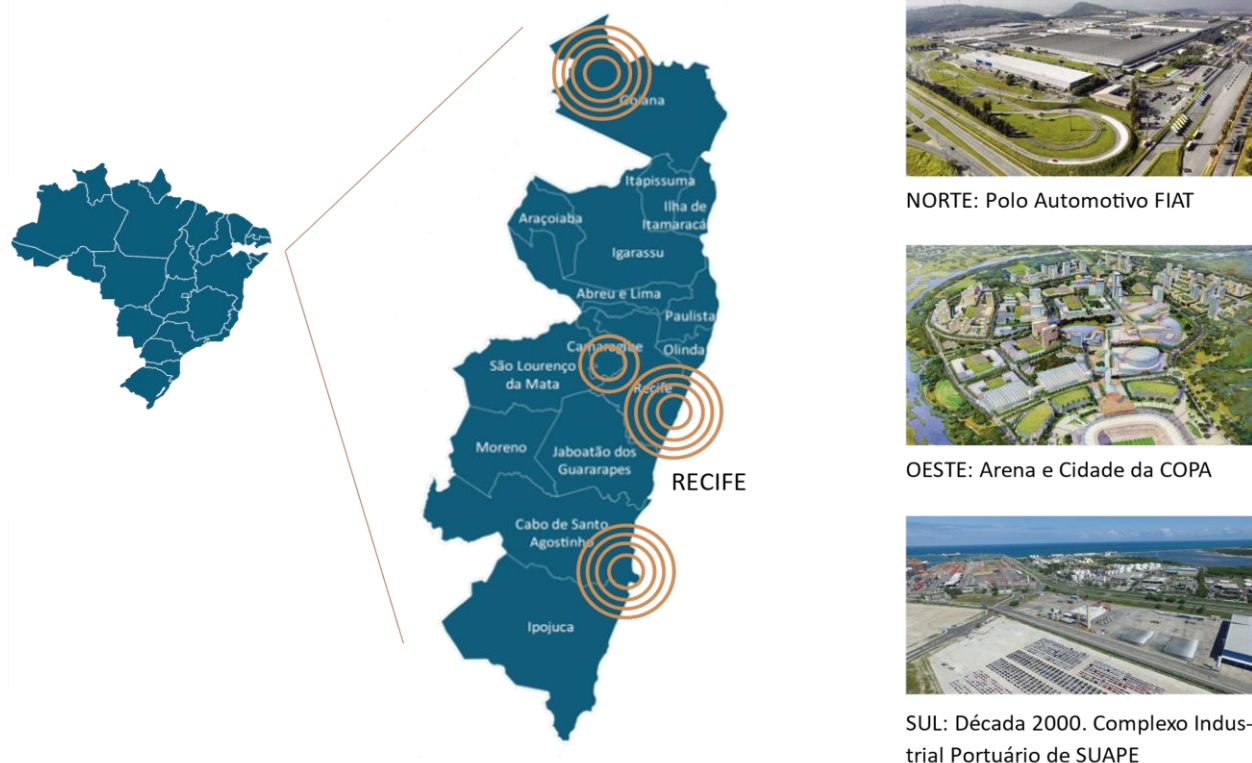 Goiana
Itapissuma
Ilha de
Itamaracá
Araçoiaba
Igarassu
Abreu e Lima
Paulista
Camaragibe
Olinda
São Lourenço
da Mata
Recife
Moreno
Jaboatão dos
Guararapes
RECIFE
Cabo de Santo
Agostinho
Ipojuca
NORTE: Polo Automotivo FIAT
OESTE: Arena e Cidade da COPA
SUL: Década 2000. Complexo Indus-
trial Portuário de SUAPE